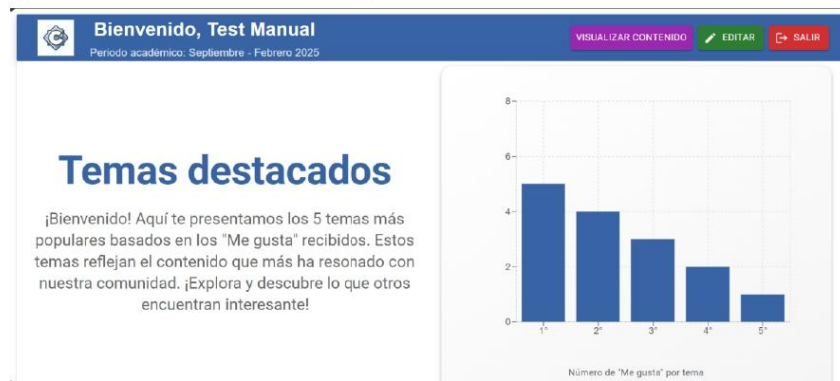 Bienvenido, Test Manual
Periodo académico: Septiembre - Febrero 2025
VISUALIZAR CONTENIDO
EDITAR
SALIR
Temas destacados
¡Bienvenido! Aquí te presentamos los 5 temas más
populares basados en los "Me gusta" recibidos. Estos
temas reflejan el contenido que más ha resonado con
nuestra comunidad. ¡Explora y descubre lo que otros
encuentran interesante!
8
6
4
2
0
1° 2° 3° 4° 5°
Número de "Me gusta" por tema